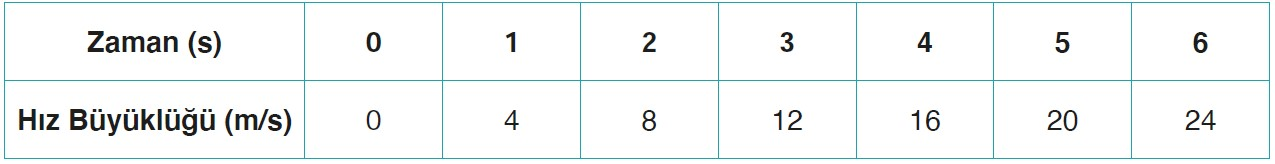 Zaman (s) 0 1 2 3 4 5 6
Hız Büyüklüğü (m/s) 0 4 8 12 16 20 24